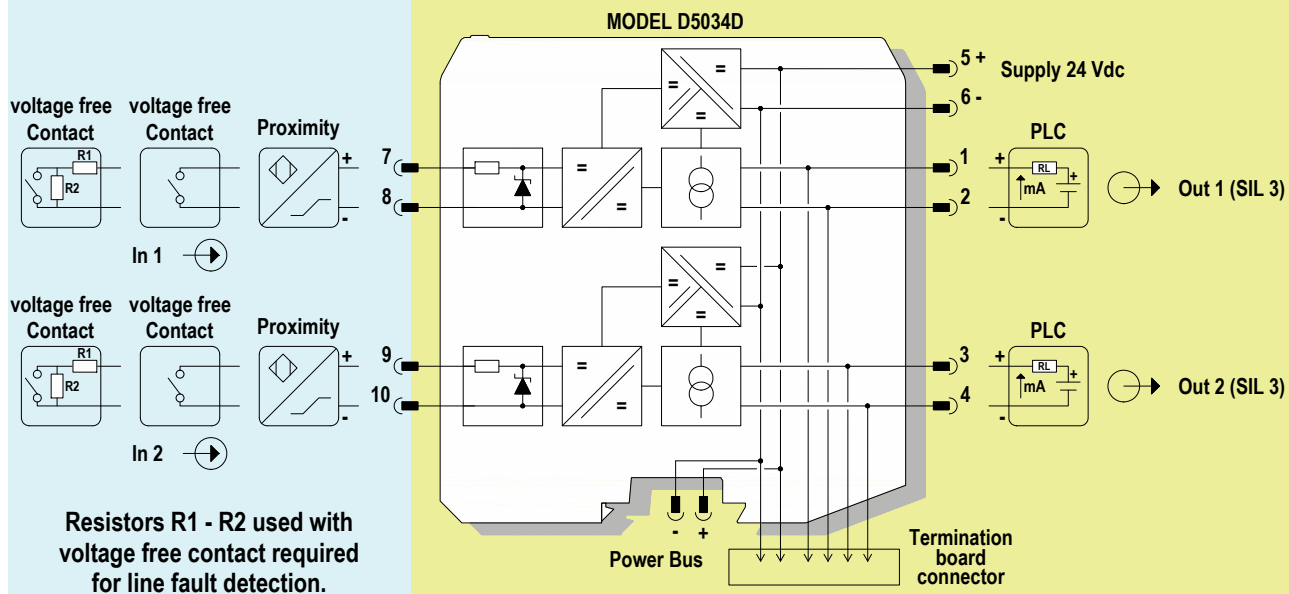 MODEL D5034D
5 +
Supply 24 Vdc
6 -
voltage free
Contact
voltage free
Contact
Proximity
PLC
R1
R2
+
-
7
8
=
=
=
=
=
1
2
+
-
RL
mA
+
Out 1 (SIL 3)
In 1
voltage free
Contact
voltage free
Contact
Proximity
PLC
R1
R2
+
-
9
10
=
=
=
=
=
3
4
+
-
RL
mA
+
Out 2 (SIL 3)
In 2
Resistors R1 - R2 used with
voltage free contact required
for line fault detection.
- +
Power Bus
Termination
board
connector